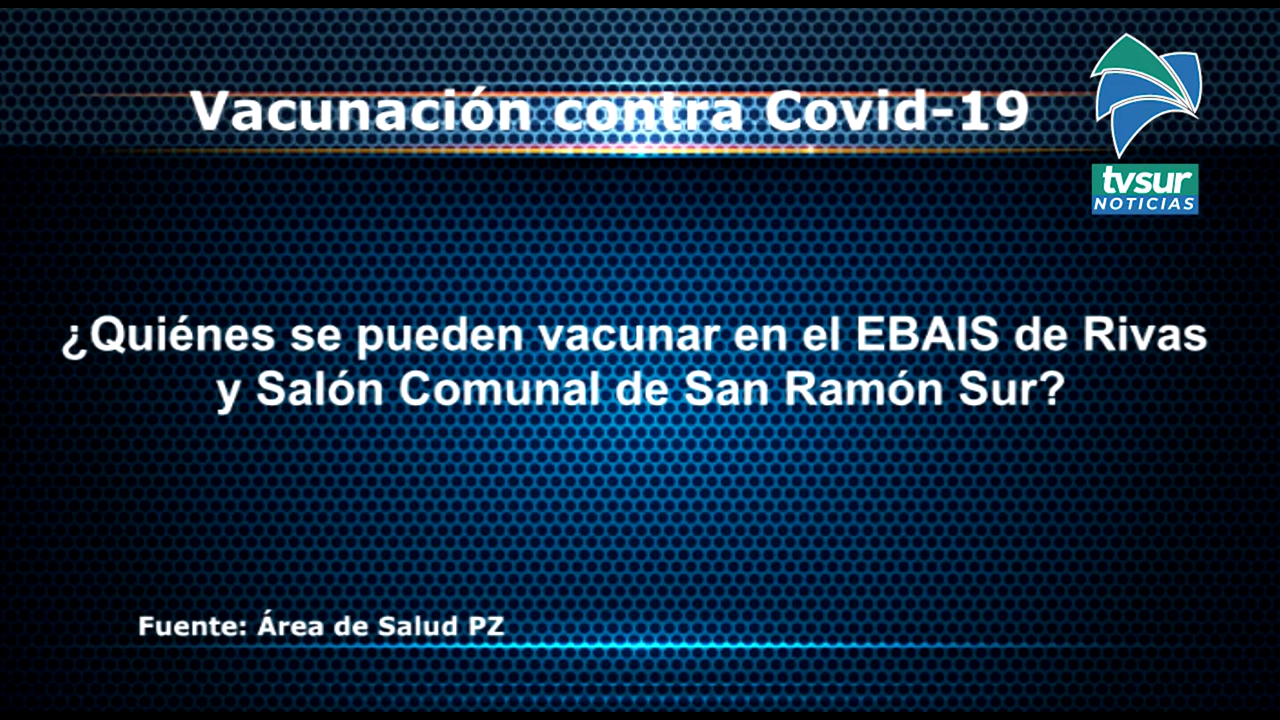 Vacunación contra Covid-19
tvsur
NOTICIAS
¿Quiénes se pueden vacunar en el EBAIS de Rivas
y Salón Comunal de San Ramón Sur?
Fuente: Área de Salud PZ